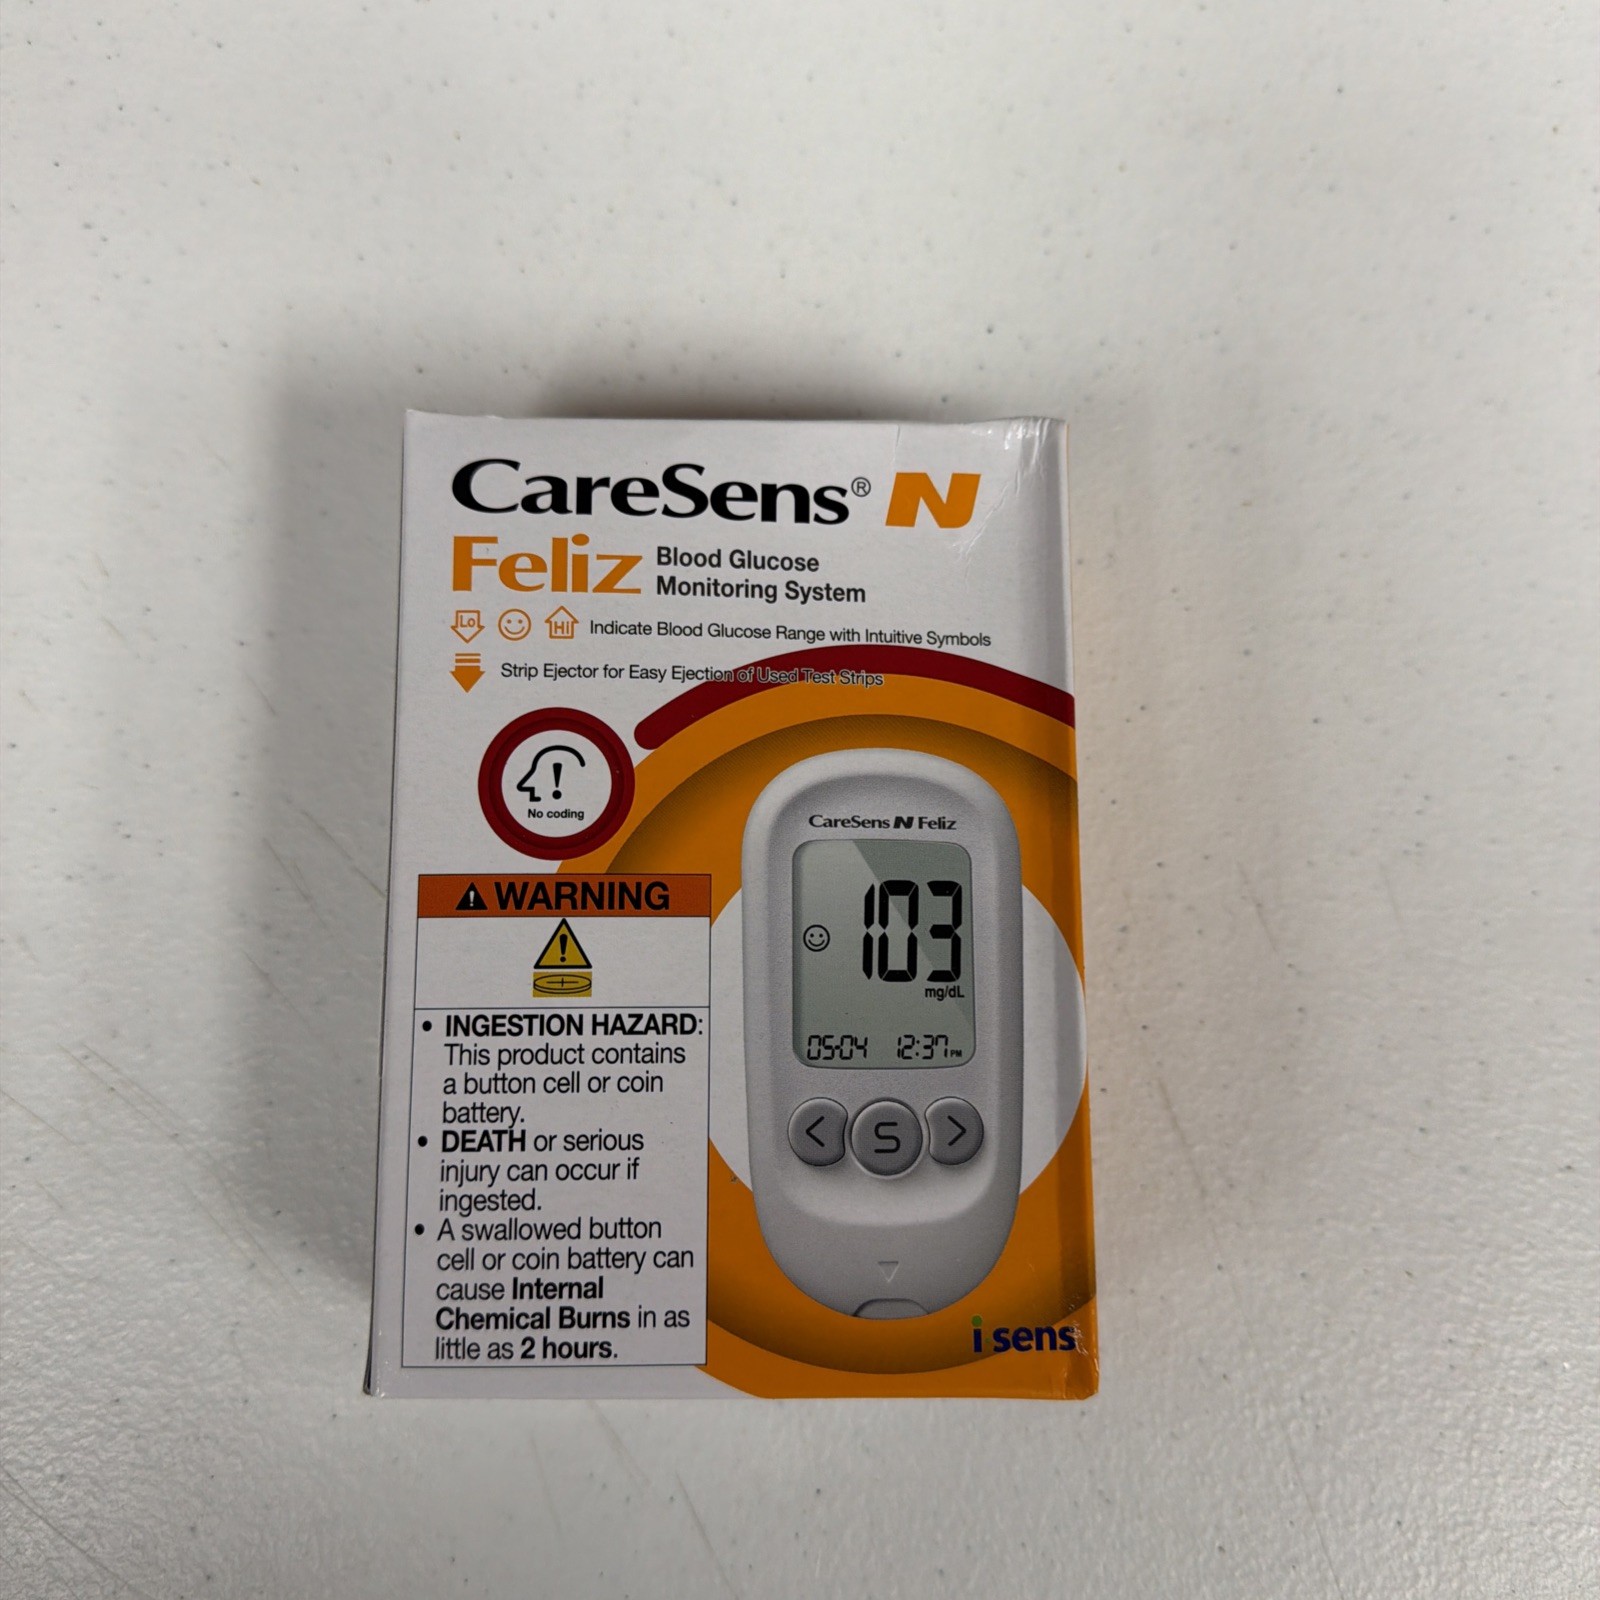 CareSens® N
Feliz Blood Glucose
Monitoring System
Lo HI Indicate Blood Glucose Range with Intuitive Symbols
Strip Ejector for Easy Ejection of Used Test Strips
!
No coding
CareSens N Feliz
103
mg/dL
05-04 12:37 PM
< S >
WARNING
• INGESTION HAZARD:
This product contains
a button cell or coin
battery.
• DEATH or serious
injury can occur if
ingested.
• A swallowed button
cell or coin battery can
cause Internal
Chemical Burns in as
little as 2 hours.
i sens